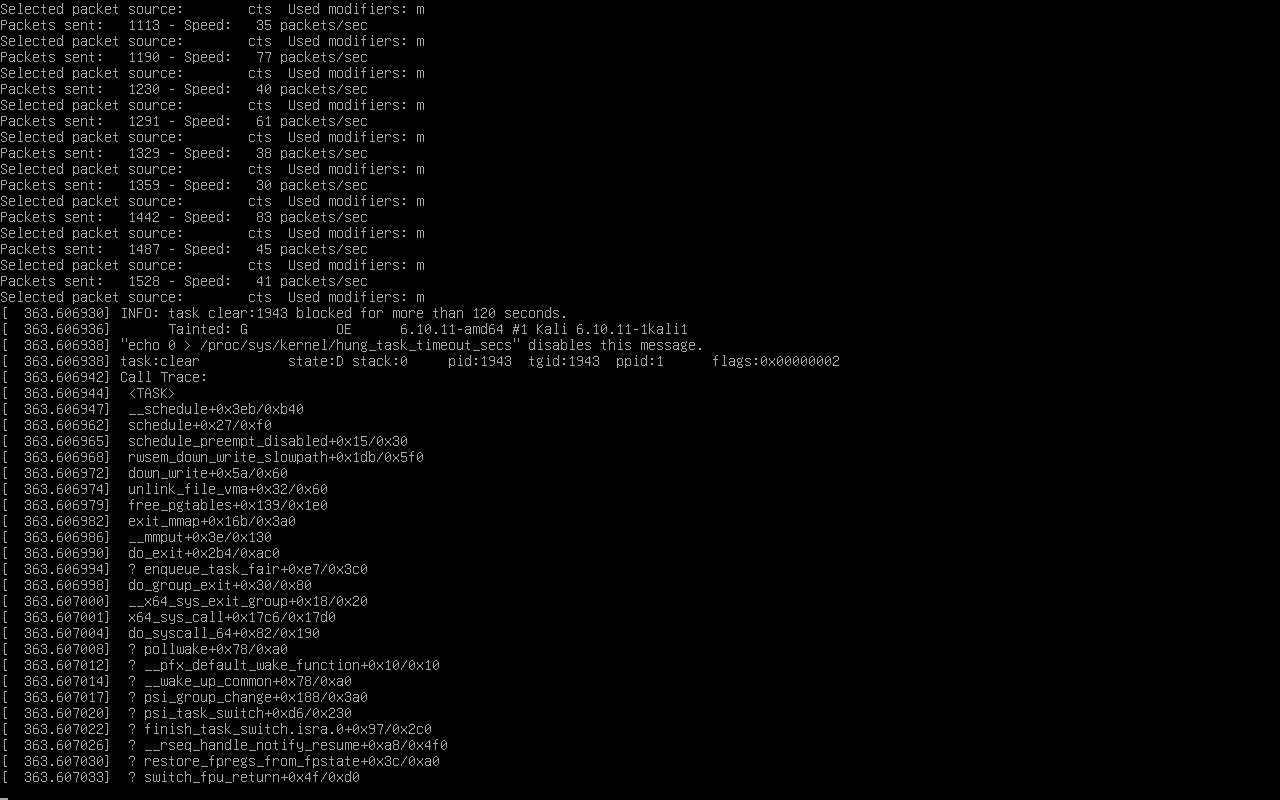 Selected packet source:        cts  Used modifiers: m
Packets sent:   1113 - Speed:   35 packets/sec
Selected packet source:        cts  Used modifiers: m
Packets sent:   1190 - Speed:   77 packets/sec
Selected packet source:        cts  Used modifiers: m
Packets sent:   1230 - Speed:   40 packets/sec
Selected packet source:        cts  Used modifiers: m
Packets sent:   1291 - Speed:   61 packets/sec
Selected packet source:        cts  Used modifiers: m
Packets sent:   1329 - Speed:   38 packets/sec
Selected packet source:        cts  Used modifiers: m
Packets sent:   1359 - Speed:   30 packets/sec
Selected packet source:        cts  Used modifiers: m
Packets sent:   1442 - Speed:   83 packets/sec
Selected packet source:        cts  Used modifiers: m
Packets sent:   1487 - Speed:   45 packets/sec
Selected packet source:        cts  Used modifiers: m
Packets sent:   1528 - Speed:   41 packets/sec
Selected packet source:        cts  Used modifiers: m
[  363.606930] INFO: task clear:1943 blocked for more than 120 seconds.
[  363.606936]       Tainted: G           OE      6.10.11-amd64 #1 Kali 6.10.11-1kali1
[  363.606938] "echo 0 > /proc/sys/kernel/hung_task_timeout_secs" disables this message.
[  363.606938] task:clear           state:D stack:0     pid:1943  tgid:1943  ppid:1      flags:0x00000002
[  363.606942] Call Trace:
[  363.606944]  <TASK>
[  363.606947]  __schedule+0x3eb/0xb40
[  363.606962]  schedule+0x27/0xf0
[  363.606965]  schedule_preempt_disabled+0x15/0x30
[  363.606968]  rwsem_down_write_slowpath+0x1db/0x5f0
[  363.606972]  down_write+0x5a/0x60
[  363.606974]  unlink_file_vma+0x32/0x60
[  363.606979]  free_pgtables+0x139/0x1e0
[  363.606982]  exit_mmap+0x16b/0x3a0
[  363.606986]  __mmput+0x3e/0x130
[  363.606990]  do_exit+0x2b4/0xac0
[  363.606994]  ? enqueue_task_fair+0xe7/0x3c0
[  363.606998]  do_group_exit+0x30/0x80
[  363.607000]  __x64_sys_exit_group+0x18/0x20
[  363.607001]  x64_sys_call+0x17c6/0x17d0
[  363.607004]  do_syscall_64+0x82/0x190
[  363.607008]  ? pollwake+0x78/0xa0
[  363.607012]  ? __pfx_default_wake_function+0x10/0x10
[  363.607014]  ? __wake_up_common+0x78/0xa0
[  363.607017]  ? psi_group_change+0x188/0x3a0
[  363.607020]  ? psi_task_switch+0xd6/0x230
[  363.607022]  ? finish_task_switch.isra.0+0x97/0x2c0
[  363.607026]  ? __rseq_handle_notify_resume+0xa8/0x4f0
[  363.607030]  ? restore_fpregs_from_fpstate+0x3c/0xa0
[  363.607033]  ? switch_fpu_return+0x4f/0xd0